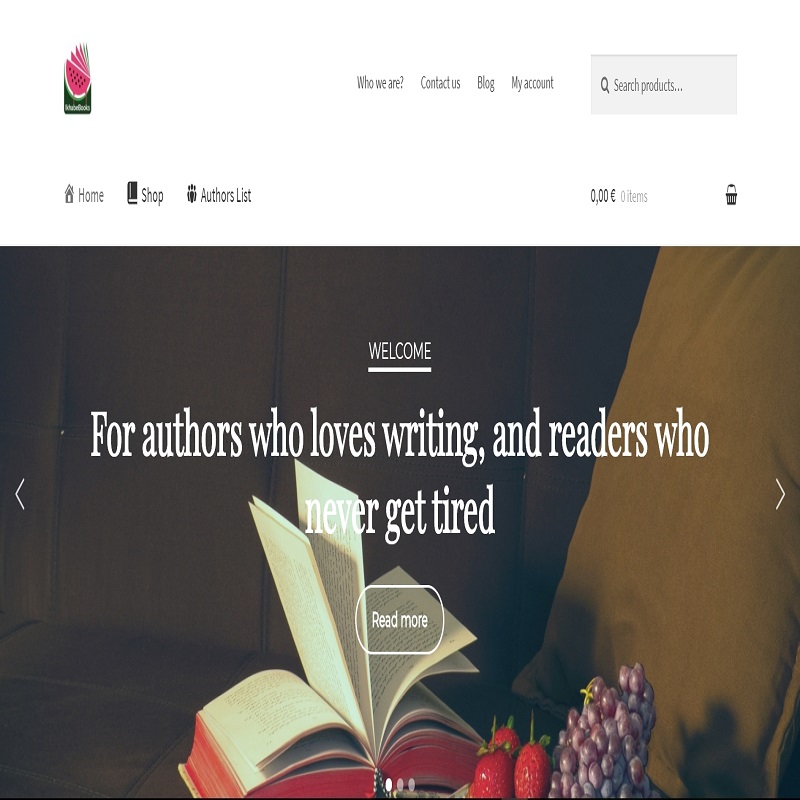 IkhabeBooks
Who we are? Contact us Blog My account
Search products...
Home Shop Authors List
0,00 € 0 items
WELCOME
For authors who loves writing, and readers who
never get tired
Read more